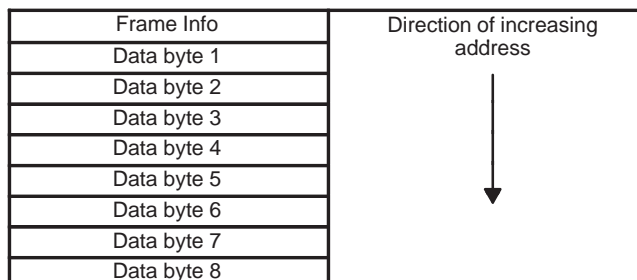 Frame Info
Data byte 1
Data byte 2
Data byte 3
Data byte 4
Data byte 5
Data byte 6
Data byte 7
Data byte 8
Direction of increasing
address